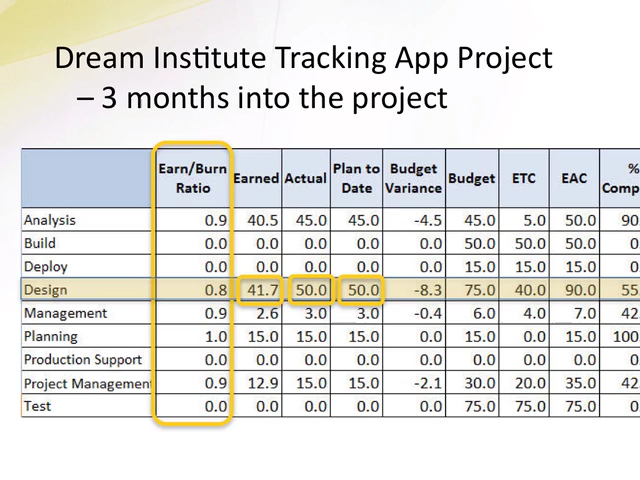 Dream Institute Tracking App Project
– 3 months into the project
Earn/Burn Ratio Earned Actual Plan to Date Budget Variance Budget ETC EAC % Comp
Analysis 0.9 40.5 45.0 45.0 -4.5 45.0 5.0 50.0 90
Build 0.0 0.0 0.0 0.0 0.0 50.0 50.0 50.0 0
Deploy 0.0 0.0 0.0 0.0 0.0 15.0 15.0 15.0 0
Design 0.8 41.7 50.0 50.0 -8.3 75.0 40.0 90.0 55
Management 0.9 2.6 3.0 3.0 -0.4 6.0 4.0 7.0 42
Planning 1.0 15.0 15.0 15.0 0.0 15.0 0.0 15.0 100
Production Support 0.0 0.0 0.0 0.0 0.0 0.0 0.0 0.0 0
Project Management 0.9 12.9 15.0 15.0 -2.1 30.0 20.0 35.0 42
Test 0.0 0.0 0.0 0.0 0.0 75.0 75.0 75.0 0